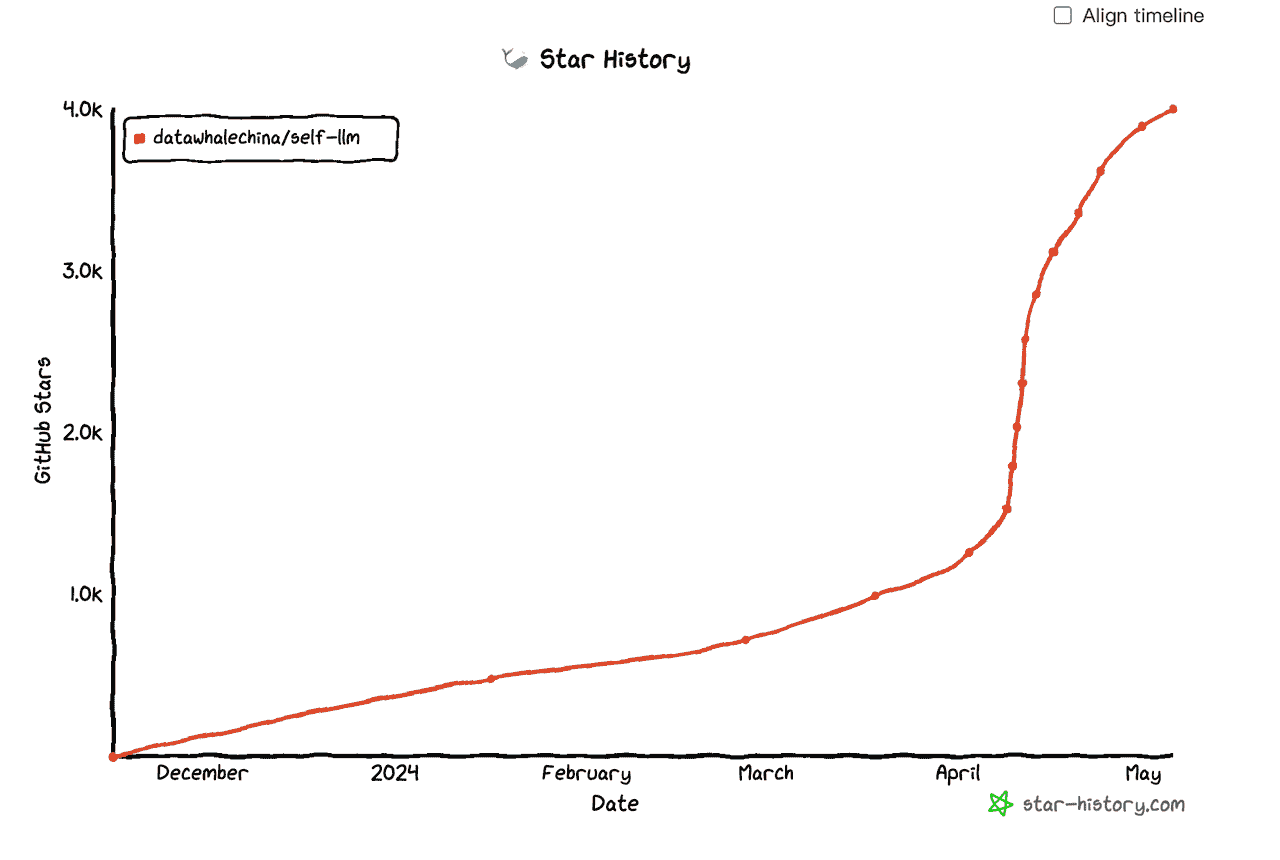 Align timeline
Star History
4.0k
datawhalechina/self-llm
3.0k
GitHub Stars
2.0k
1.0k
December 2024 February March April May
Date
star-history.com